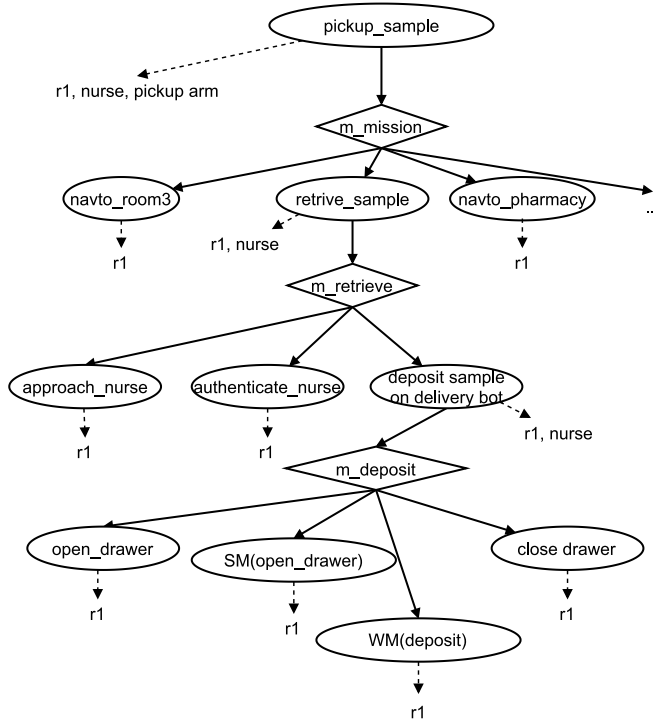 pickup_sample
r1, nurse, pickup arm
m_mission
navto_room3
retrive_sample
navto_pharmacy
...
r1
r1, nurse
r1
m_retrieve
approach_nurse
authenticate_nurse
deposit sample
on delivery bot
r1
r1
r1, nurse
m_deposit
open_drawer
SM(open_drawer)
close drawer
r1
r1
r1
WM(deposit)
r1